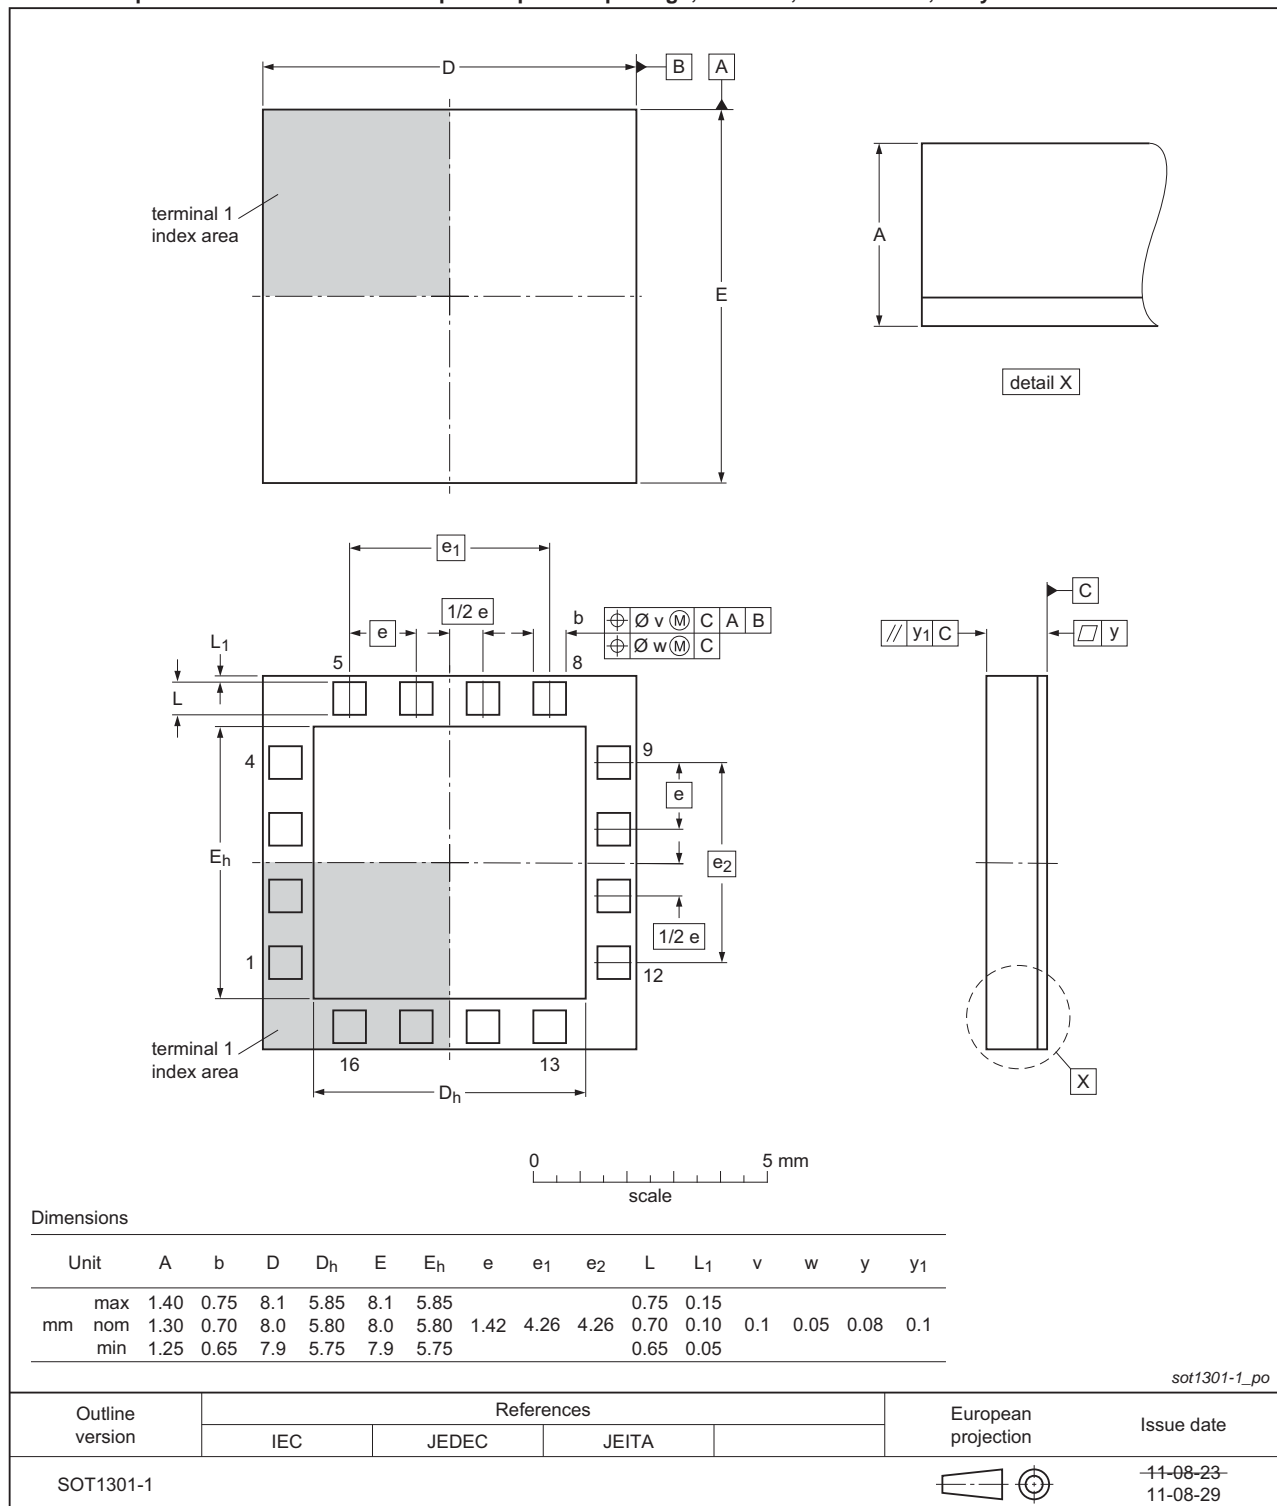 D
B
A
terminal 1
index area
E
A
detail X
e1
1/2 e
e
b
Ø v Ⓜ C A B
Ø w Ⓜ C
L1
L
5
8
4
9
e
Eh
e2
1/2 e
1
12
terminal 1
index area
16
13
Dh
C
// y1 C
y
X
0 5 mm
scale
Dimensions
Unit A b D Dh E Eh e e1 e2 L L1 v w y y1
max 1.40 0.75 8.1 5.85 8.1 5.85 0.75 0.15
mm nom 1.30 0.70 8.0 5.80 8.0 5.80 1.42 4.26 4.26 0.70 0.10 0.1 0.05 0.08 0.1
min 1.25 0.65 7.9 5.75 7.9 5.75 0.65 0.05
sot1301-1_po
Outline
version
References
IEC JEDEC JEITA
European
projection
Issue date
SOT1301-1
11-08-23
11-08-29